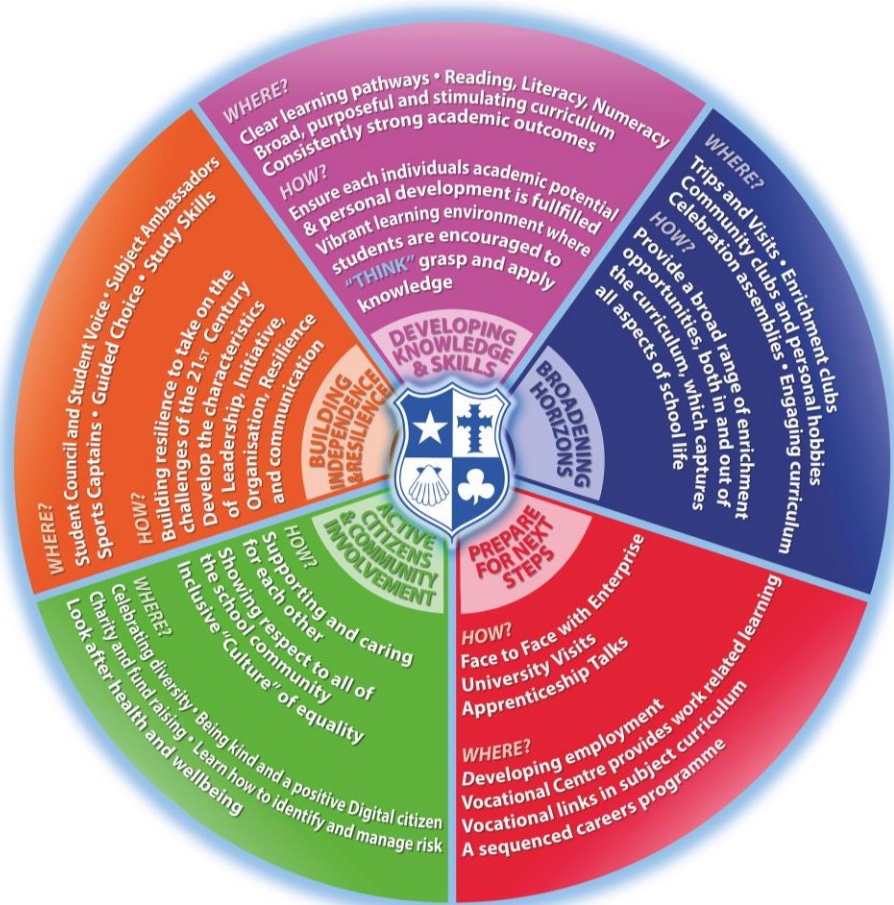 WHERE?
Clear learning pathways • Reading, Literacy, Numeracy
Broad, purposeful and stimulating curriculum
Consistently strong academic outcomes
HOW?
Ensure each individuals academic potential
& personal development is fullfilled
Vibrant learning environment where
students are encouraged to
"THINK" grasp and apply
knowledge
DEVELOPING
KNOWLEDGE
& SKILLS
WHERE?
Trips and Visits • Enrichment clubs
Community clubs and personal hobbies
Celebration assemblies • Engaging curriculum
HOW?
Provide a broad range of enrichment
opportunities, both in and out of
the curriculum, which captures
all aspects of school life
BROADENING
HORIZONS
PREPARE
FOR NEXT
STEPS
HOW?
Face to Face with Enterprise
University Visits
Apprenticeship Talks
WHERE?
Developing employment
Vocational Centre provides work related learning
Vocational links in subject curriculum
A sequenced careers programme
ACTIVE
CITIZENS
& COMMUNITY
INVOLVEMENT
HOW?
Supporting and caring
for each other
Showing respect to all of
the school community
Inclusive "Culture" of equality
WHERE?
Celebrating diversity • Being kind and a positive Digital citizen
Charity and fund raising • Learn how to identify and manage risk
Look after health and wellbeing
WHERE?
Student Council and Student Voice • Subject Ambassadors
Sports Captains • Guided Choice • Study Skills
HOW?
Building resilience to take on the
challenges of the 21ST Century
Develop the characteristics
of Leadership, Initiative,
Organisation, Resilience
and communication
BUILDING
INDEPENDENCE
& RESILIENCE